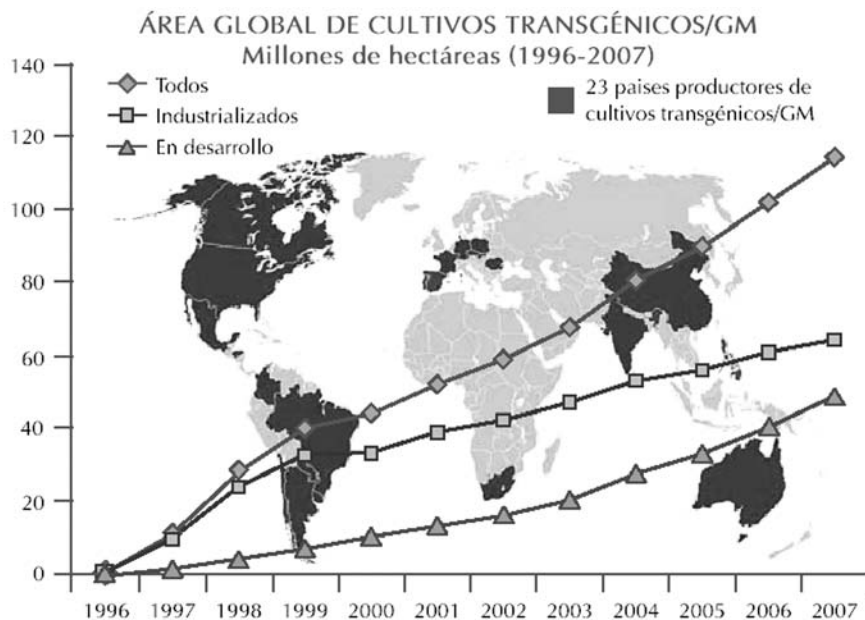 ÁREA GLOBAL DE CULTIVOS TRANSGÉNICOS/GM
Millones de hectáreas (1996-2007)
Todos
Industrializados
En desarrollo
23 paises productores de
cultivos transgénicos/GM
140
120
100
80
60
40
20
0
1996 1997 1998 1999 2000 2001 2002 2003 2004 2005 2006 2007